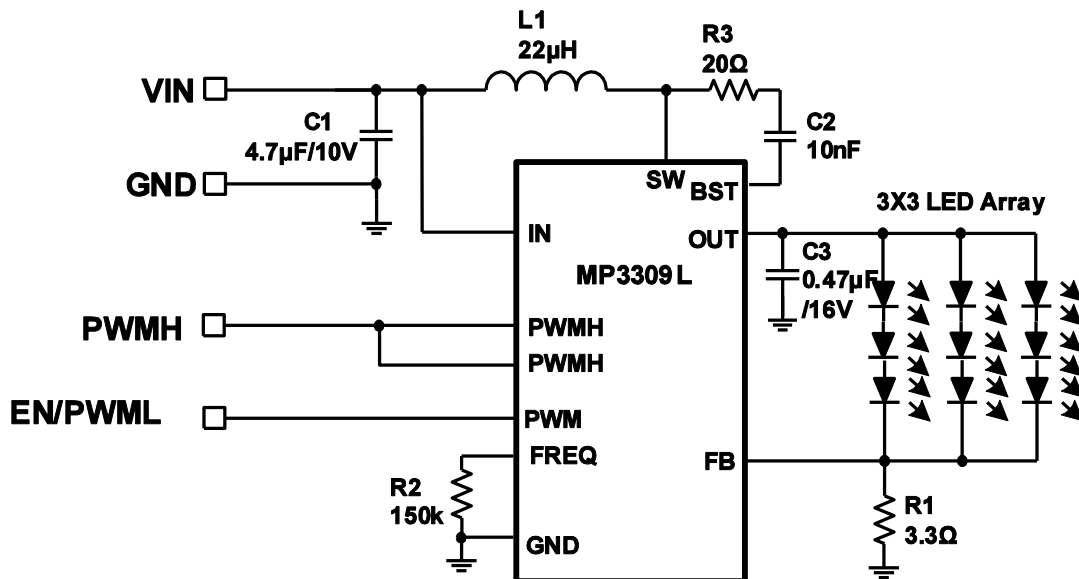 L1
22µH
R3
20Ω
VIN
C1
4.7µF/10V
C2
10nF
GND
SW
BST
3X3 LED Array
IN
OUT
MP3309L
C3
0.47µF
/16V
PWMH
PWMH
PWMH
EN/PWML
PWM
FREQ
FB
R2
150k
R1
3.3Ω
GND